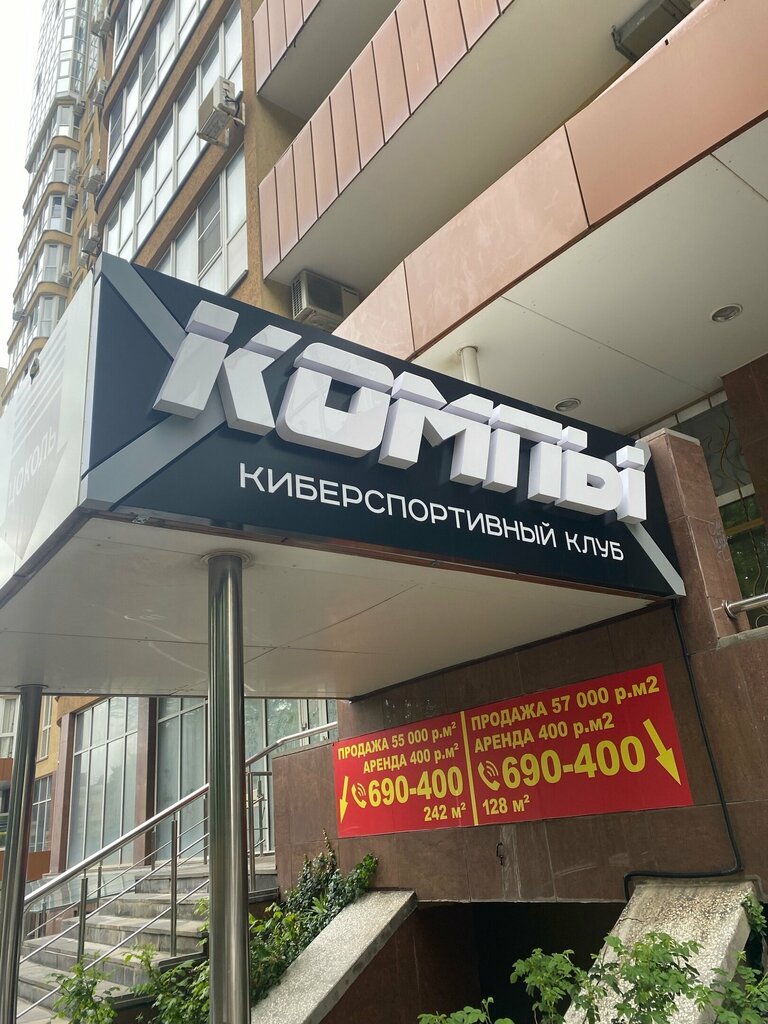 КОМПЫ
КИБЕРСПОРТИВНЫЙ КЛУБ
ЦОКОЛЬ
ПРОДАЖА 55 000 р.м²
АРЕНДА 400 р.м²
690-400
242 м²
ПРОДАЖА 57 000 р.м2
АРЕНДА 400 р.м2
690-400
128 м²